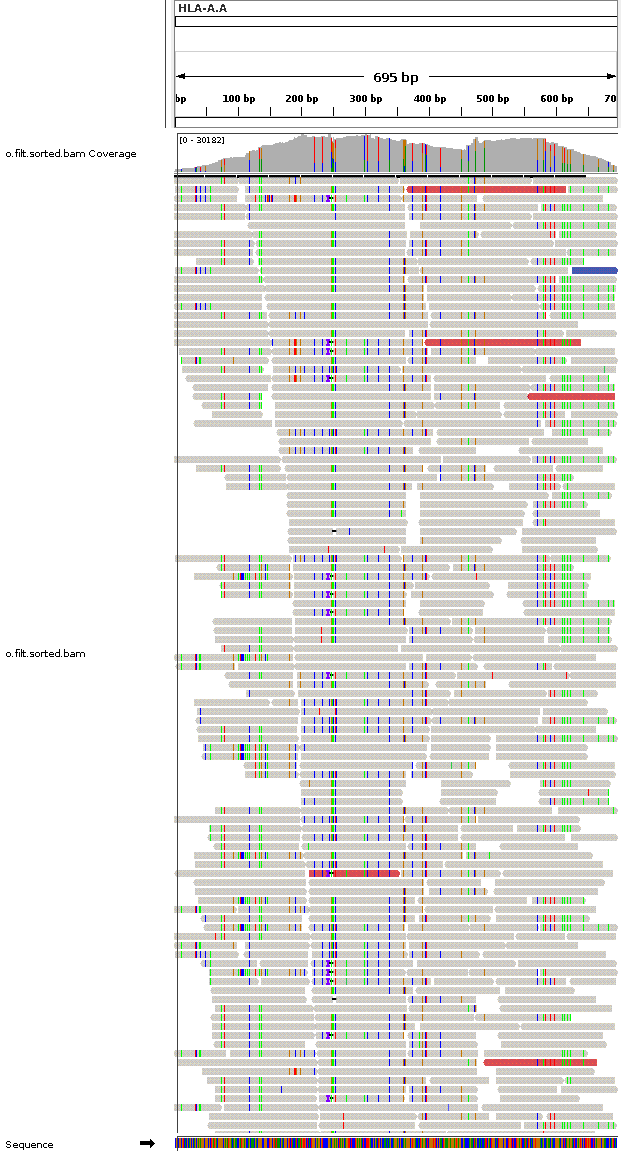 HLA-A.A
695 bp
bp 100 bp 200 bp 300 bp 400 bp 500 bp 600 bp 70
[0 - 30182]
o.filt.sorted.bam Coverage
o.filt.sorted.bam
Sequence